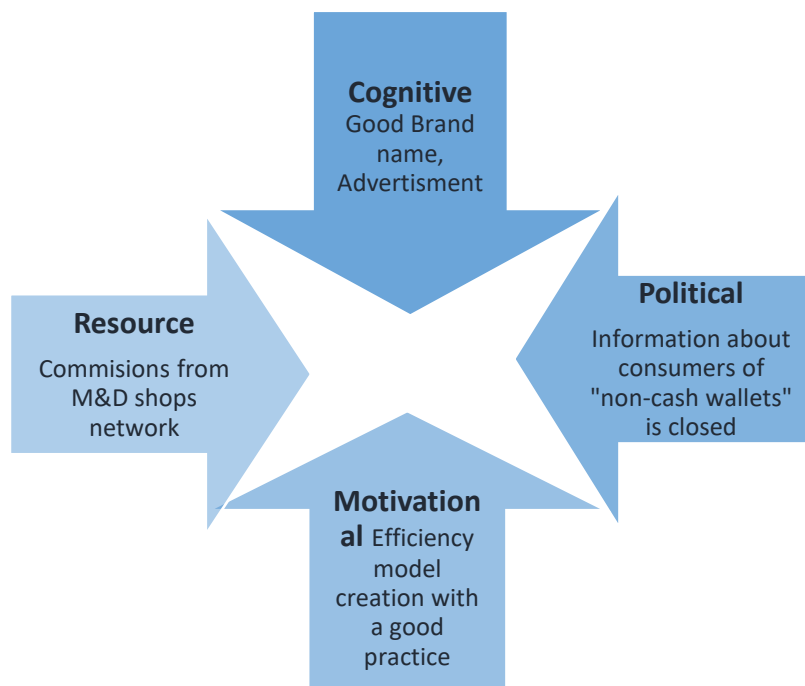 Cognitive
Good Brand
name,
Advertisment
Resource
Commisions from
M&D shops
network
Political
Information about
consumers of
"non-cash wallets"
is closed
Motivation
al Efficiency
model
creation with
a good
practice